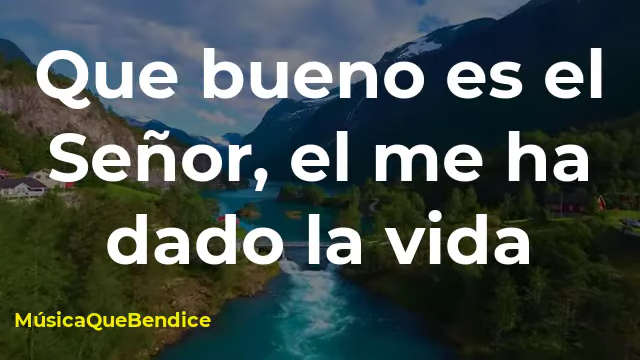 Que bueno es el
Señor, el me ha
dado la vida
MúsicaQueBendice